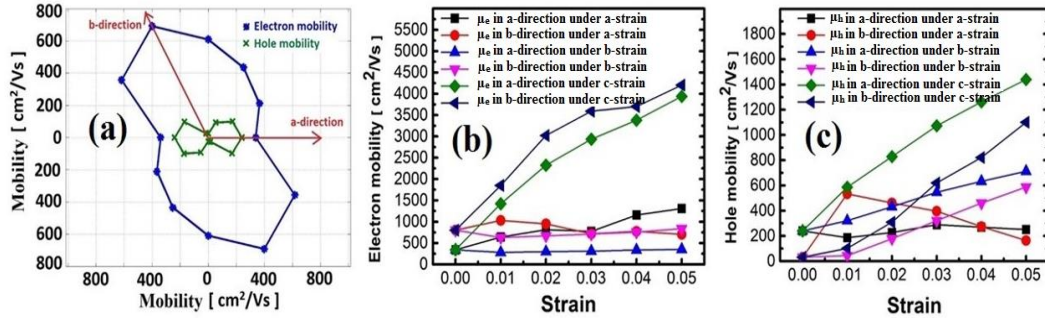 800
600
400
200
0
200
400
600
800
Mobility [ cm²/Vs]
b-direction
Electron mobility
Hole mobility
(a)
a-direction
800 400 0 400 800
Mobility [ cm²/Vs]
5500
5000
4500
4000
3500
3000
2500
2000
1500
1000
500
0
Electron mobility [cm²/Vs]
μe in a-direction under a-strain
μe in b-direction under a-strain
μe in a-direction under b-strain
μe in b-direction under b-strain
μe in a-direction under c-strain
μe in b-direction under c-strain
(b)
0.00 0.01 0.02 0.03 0.04 0.05
Strain
1800
1600
1400
1200
1000
800
600
400
200
0
Hole mobility [cm²/Vs]
μh in a-direction under a-strain
μh in b-direction under a-strain
μh in a-direction under b-strain
μh in b-direction under b-strain
μh in a-direction under c-strain
μh in b-direction under c-strain
(c)
0.00 0.01 0.02 0.03 0.04 0.05
Strain